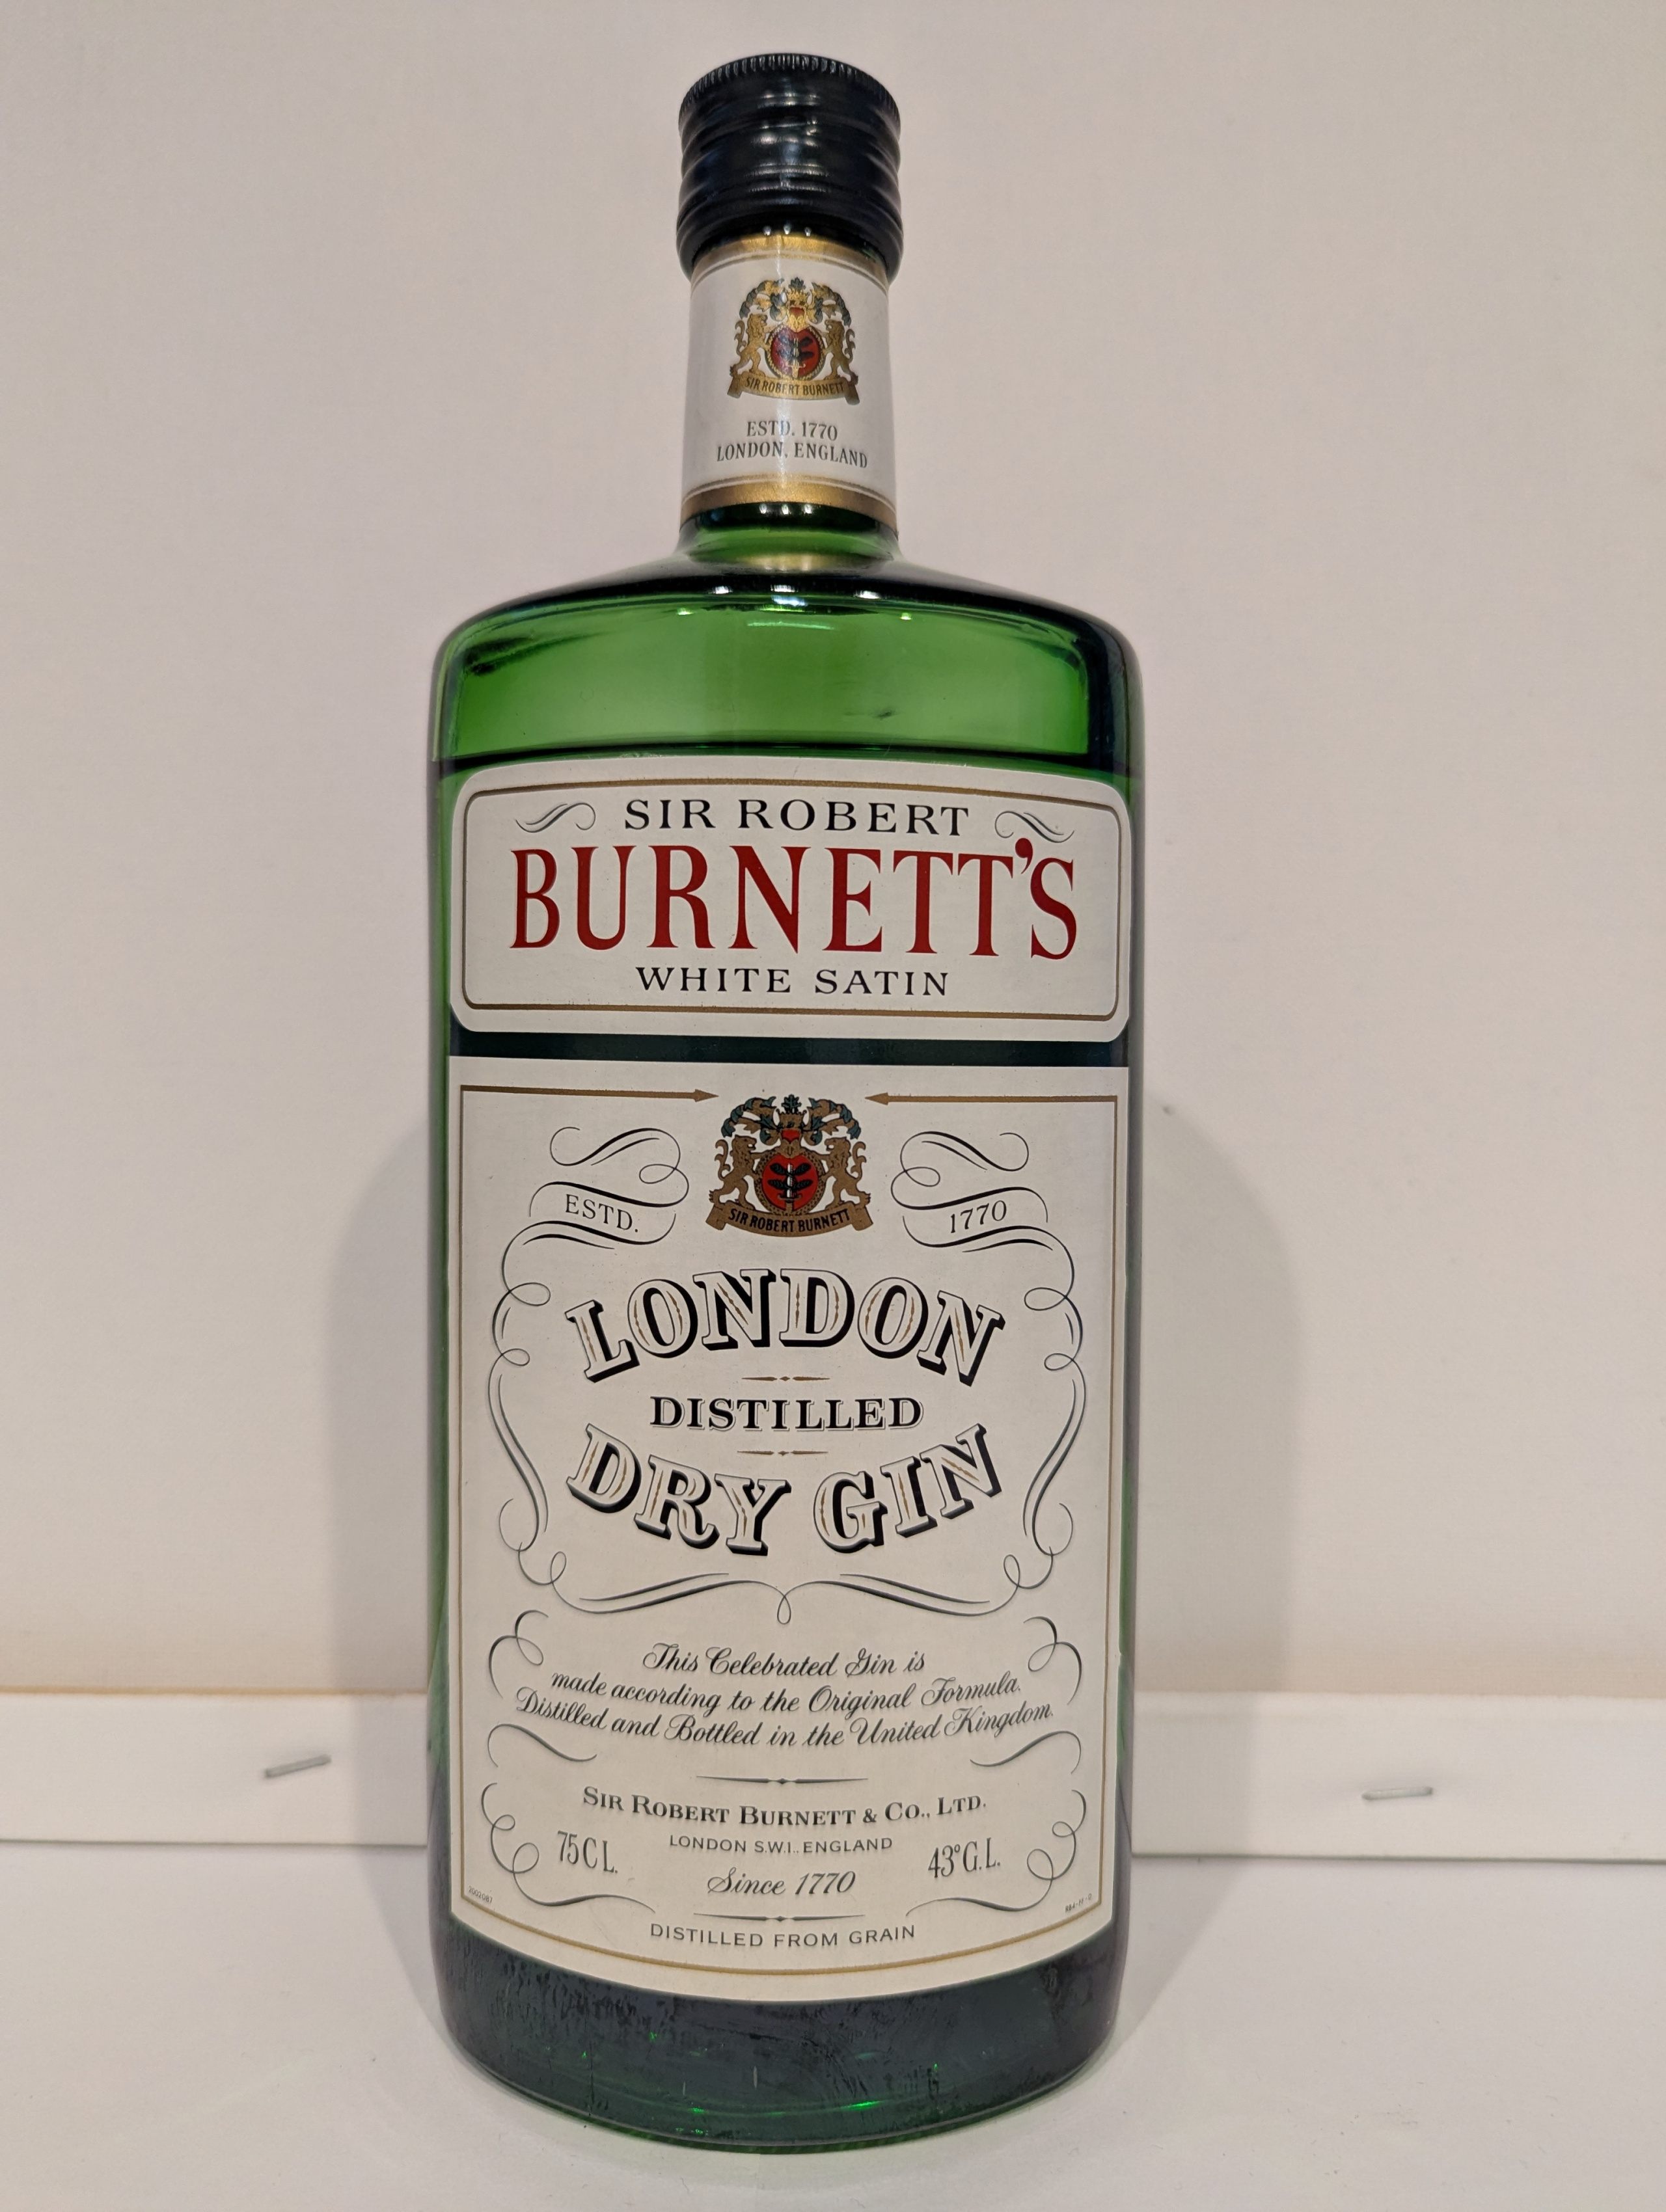 SIR ROBERT BURNETT
ESTD. 1770
LONDON, ENGLAND
SIR ROBERT
BURNETT'S
WHITE SATIN
ESTD.
1770
SIR ROBERT BURNETT
LONDON
DISTILLED
DRY GIN
This Celebrated Gin is
made according to the Original Formula.
Distilled and Bottled in the United Kingdom.
SIR ROBERT BURNETT & CO., LTD.
LONDON S.W.1. ENGLAND
75CL.
43°G.L.
Since 1770
DISTILLED FROM GRAIN